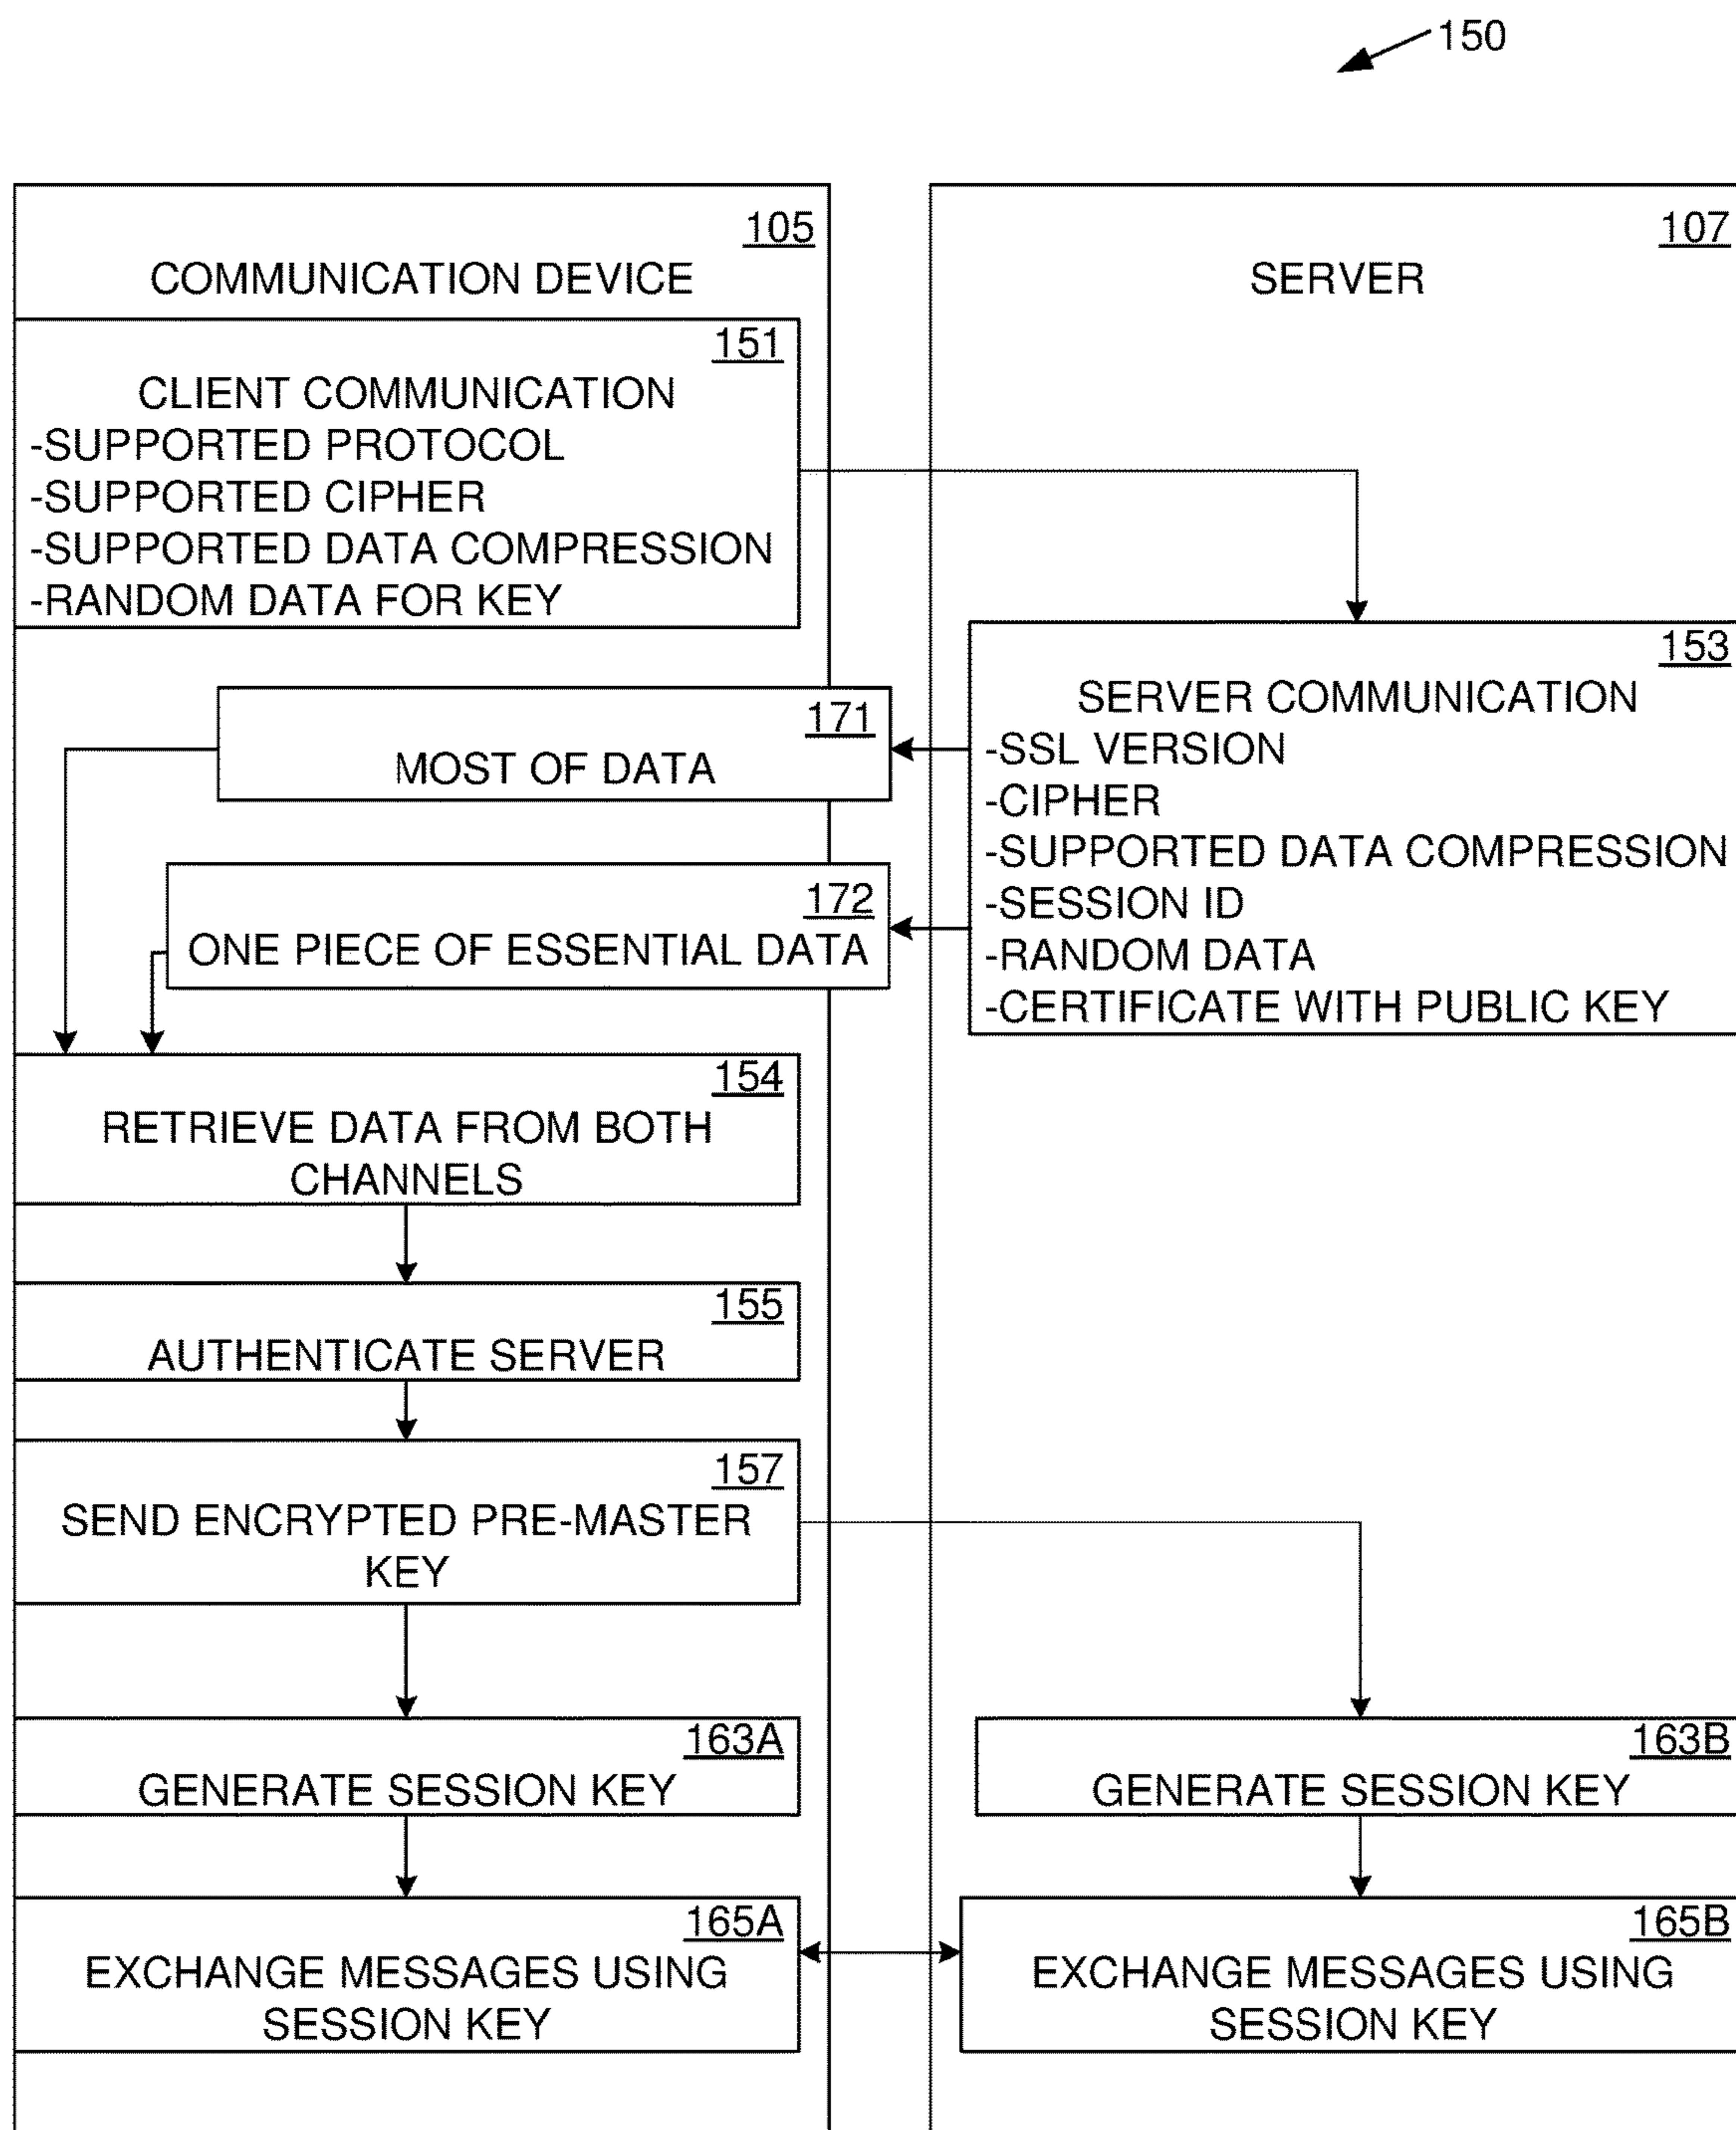 150
105
COMMUNICATION DEVICE
107
SERVER
151
CLIENT COMMUNICATION
-SUPPORTED PROTOCOL
-SUPPORTED CIPHER
-SUPPORTED DATA COMPRESSION
-RANDOM DATA FOR KEY
153
SERVER COMMUNICATION
-SSL VERSION
-CIPHER
-SUPPORTED DATA COMPRESSION
-SESSION ID
-RANDOM DATA
-CERTIFICATE WITH PUBLIC KEY
171
MOST OF DATA
172
ONE PIECE OF ESSENTIAL DATA
154
RETRIEVE DATA FROM BOTH
CHANNELS
155
AUTHENTICATE SERVER
157
SEND ENCRYPTED PRE-MASTER
KEY
163A
GENERATE SESSION KEY
163B
GENERATE SESSION KEY
165A
EXCHANGE MESSAGES USING
SESSION KEY
165B
EXCHANGE MESSAGES USING
SESSION KEY